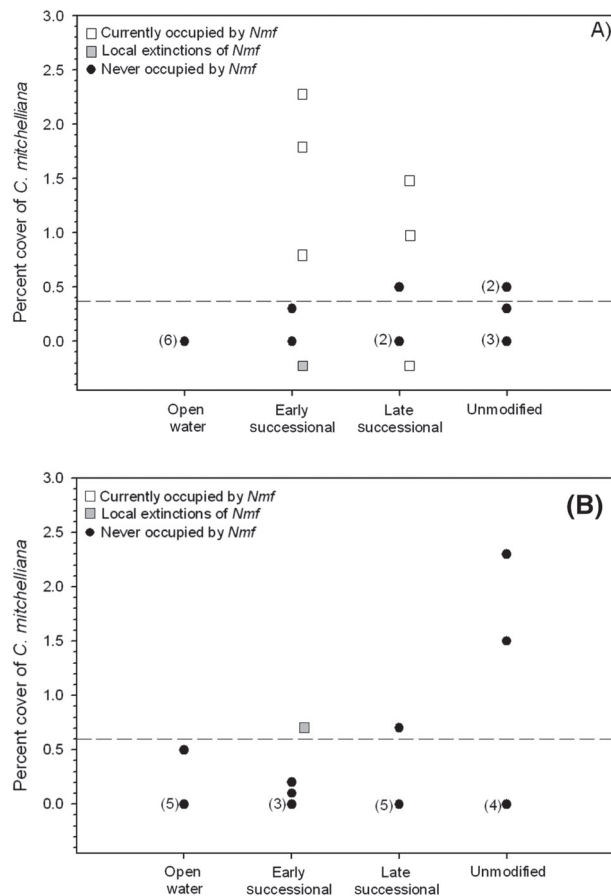 A)
□ Currently occupied by Nmf
■ Local extinctions of Nmf
● Never occupied by Nmf
Percent cover of C. mitchelliana
3.0
2.5
2.0
1.5
1.0
0.5
0.0
(2)
(6)
(2)
(3)
Open water
Early successional
Late successional
Unmodified
(B)
□ Currently occupied by Nmf
■ Local extinctions of Nmf
● Never occupied by Nmf
Percent cover of C. mitchelliana
3.0
2.5
2.0
1.5
1.0
0.5
0.0
(5)
(3)
(5)
(4)
Open water
Early successional
Late successional
Unmodified